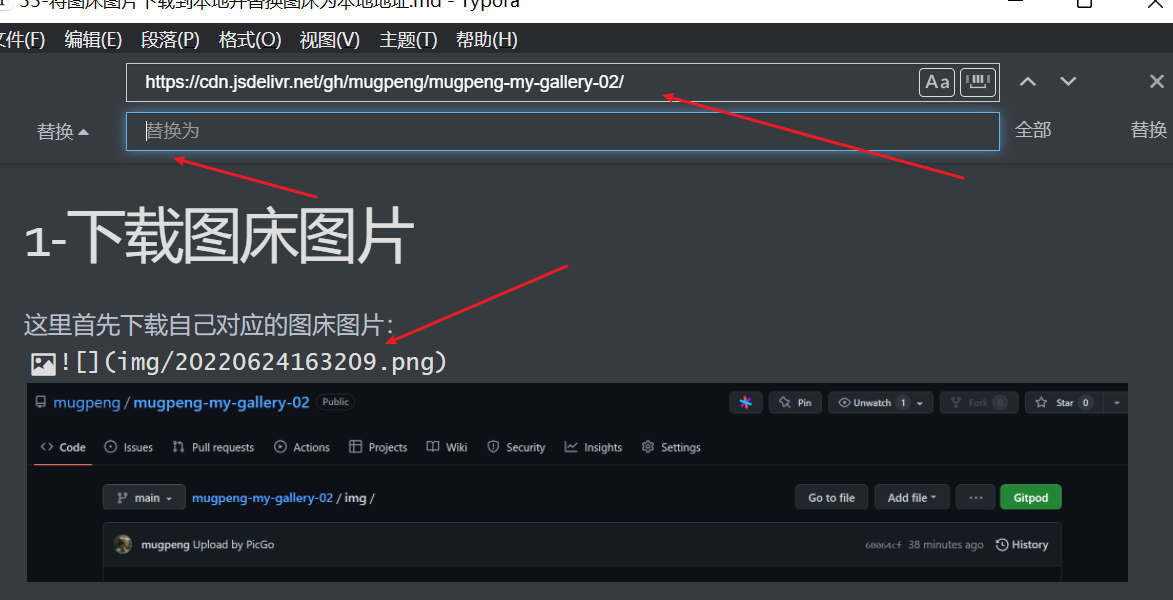 33-将图床图片下载到本地并替换图床为本地地址.md - Typora
文件(F) 编辑(E) 段落(P) 格式(O) 视图(V) 主题(T) 帮助(H)
https://cdn.jsdelivr.net/gh/mugpeng/mugpeng-my-gallery-02/ Aa
替换 替换为 全部 替换
1-下载图床图片
这里首先下载自己对应的图床图片：
![](img/20220624163209.png)
mugpeng / mugpeng-my-gallery-02 Public Pin Unwatch 1 Fork 0 Star 0
Code Issues Pull requests Actions Projects Wiki Security Insights Settings
main mugpeng-my-gallery-02 / img / Go to file Add file ... Gitpod
mugpeng Upload by PicGo 60064cf 38 minutes ago History